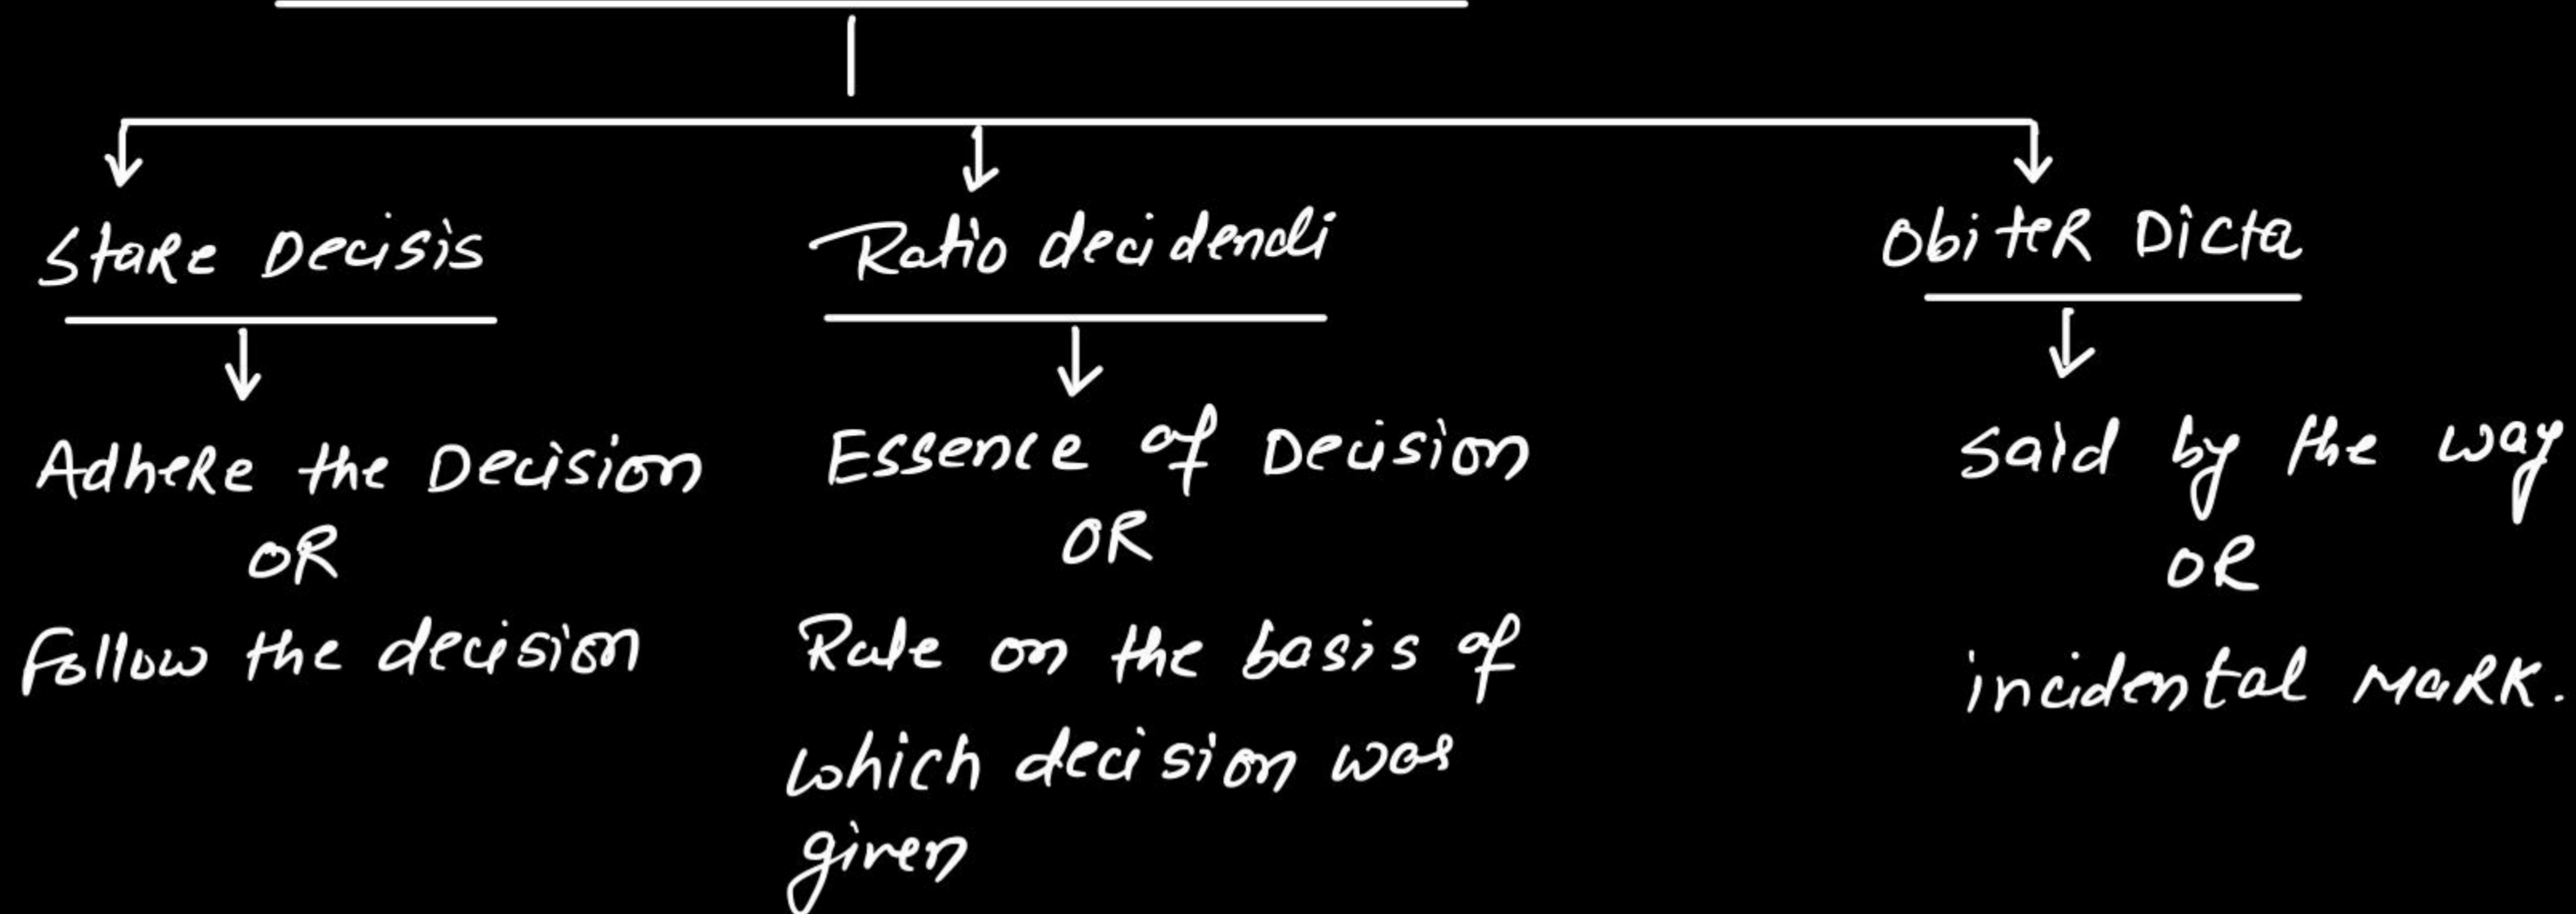 Stare Decisis
Adhere the Decision
OR
Follow the decision
Ratio decidendi
Essence of Decision
OR
Rule on the basis of
which decision was
given
Obiter Dicta
said by the way
OR
incidental mark.